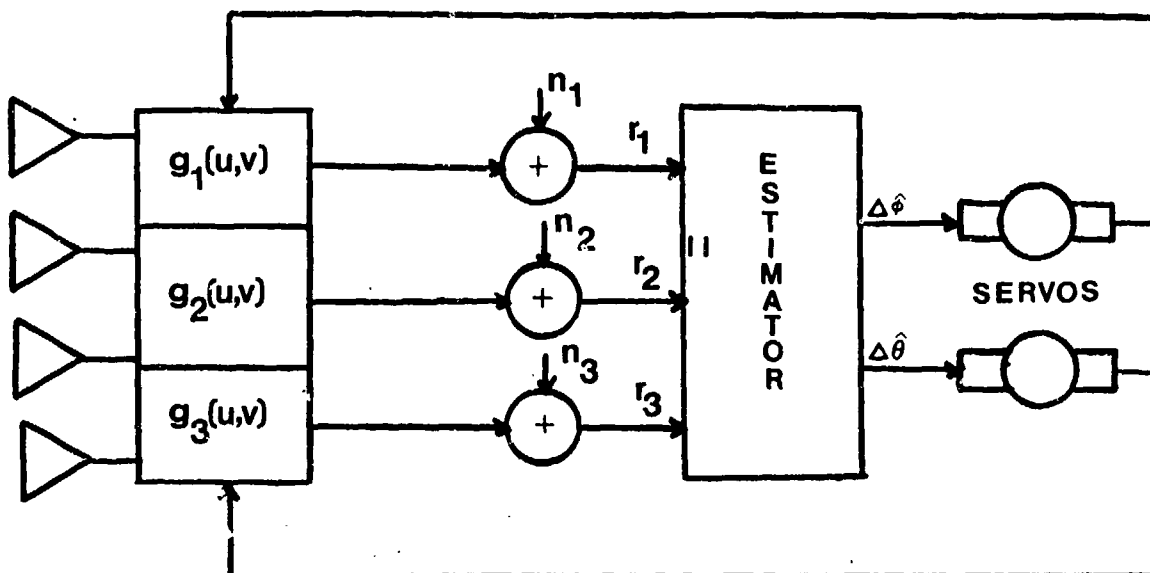 n1
g1(u,v)
+
r1
n2
g2(u,v)
+
r2
n3
g3(u,v)
+
r3
ESTIMATOR
Δφ̂
SERVOS
Δθ̂